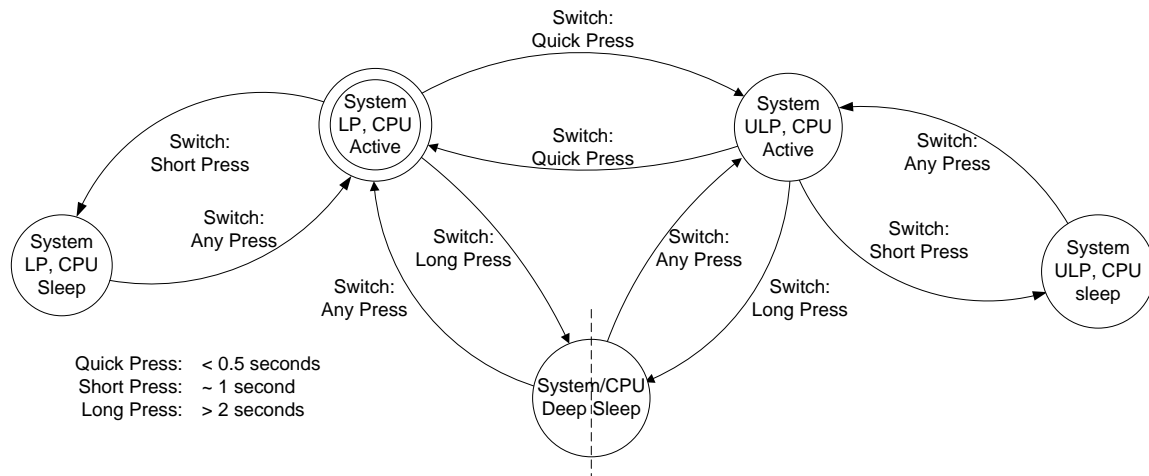 Switch:
Quick Press
System
LP, CPU
Active
System
ULP, CPU
Active
Switch:
Short Press
Switch:
Quick Press
Switch:
Any Press
Switch:
Any Press
System
LP, CPU
Sleep
Switch:
Long Press
Switch:
Any Press
Switch:
Short Press
System
ULP, CPU
sleep
Switch:
Any Press
Switch:
Long Press
Quick Press: < 0.5 seconds
Short Press: ~ 1 second
Long Press: > 2 seconds
System/CPU
Deep Sleep